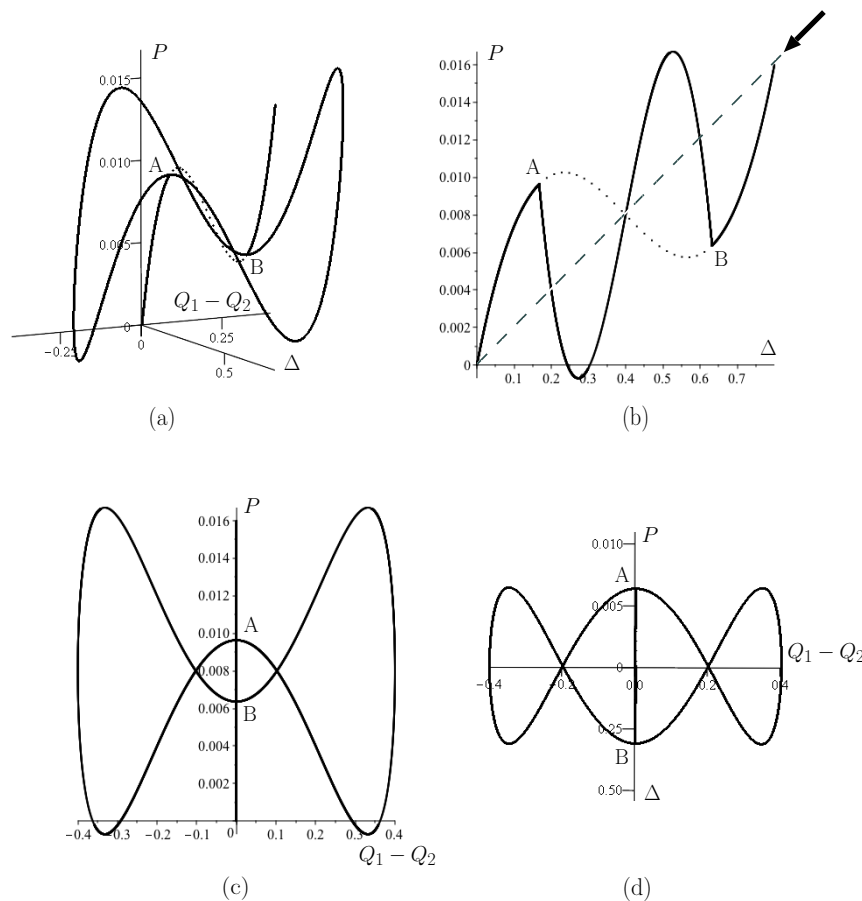 P
0.015
0.010
A
0.005
B
Q₁ − Q₂
0
−0.25
0
0.25
0.5
Δ
(a)
P
0.016
0.014
0.012
A
0.010
0.008
0.006
B
0.004
0.002
Δ
0
0.1 0.2 0.3 0.4 0.5 0.6 0.7
(b)
P
0.016
0.014
0.012
0.010
A
0.008
0.006
B
0.004
0.002
−0.4 −0.3 −0.2 −0.1 0 0.1 0.2 0.3 0.4
Q₁ − Q₂
(c)
P
0.010
A
0.005
Q₁ − Q₂
0
−0.4 −0.2 0.0 0.2 0.4
0.25
B
0.50
Δ
(d)